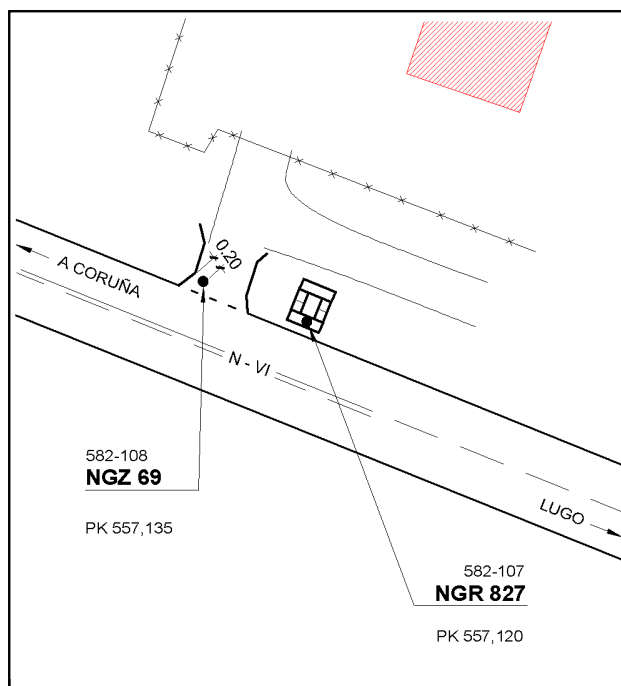 0.20
A CORUÑA
N - VI
582-108
NGZ 69
PK 557,135
LUGO
582-107
NGR 827
PK 557,120